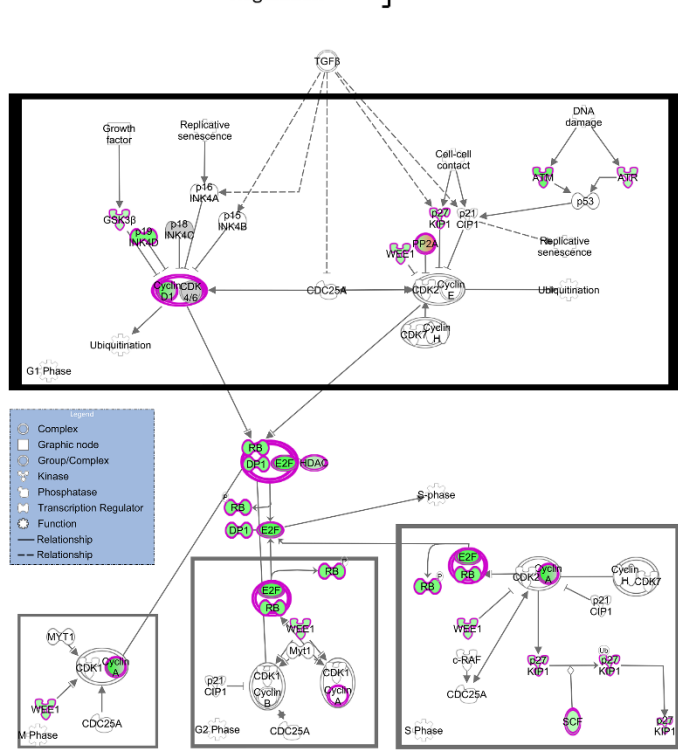 TGFβ
DNA
damage
Growth
factor
Replicative
senescence
Cell-cell
contact
ATM
ATR
p16
INK4A
p53
GSK3β
p19
INK4D
p18
INK4C
p15
INK4B
p27
KIP1
p21
CIP1
PP2A
WEE1
Replicative
senescence
Cyclin
D1
CDK
4/6
CDC25A
CDK2
Cyclin
E
Ubiquitination
CDK7
Cyclin
H
Ubiquitination
G1 Phase
Legend
Complex
Graphic node
Group/Complex
Kinase
Phosphatase
Transcription Regulator
Function
Relationship
Relationship
RB
DP1
E2F
HDAC
P
RB
DP1
E2F
S-phase
RB
P
E2F
RB
WEE1
Myt1
p21
CIP1
CDK1
Cyclin
B
CDK1
Cyclin
A
CDC25A
G2 Phase
E2F
RB
RB
P
CDK2
Cyclin
A
Cyclin
H
CDK7
p21
CIP1
WEE1
c-RAF
CDC25A
p27
KIP1
Ub
p27
KIP1
SCF
p27
KIP1
S Phase
MYT1
CDK1
Cyclin
A
WEE1
CDC25A
M Phase